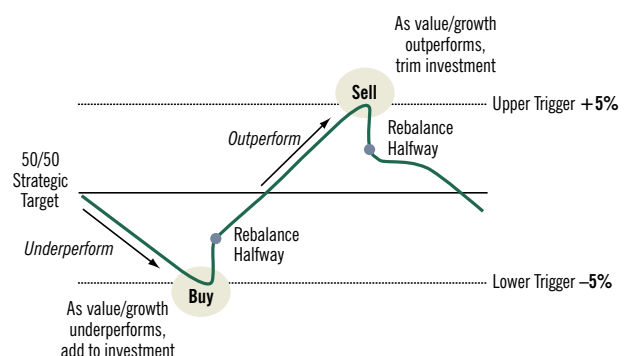 As value/growth
outperforms,
trim investment
Sell
Upper Trigger +5%
Outperform
Rebalance
Halfway
50/50
Strategic
Target
Underperform
Rebalance
Halfway
Buy
Lower Trigger –5%
As value/growth
underperforms,
add to investment